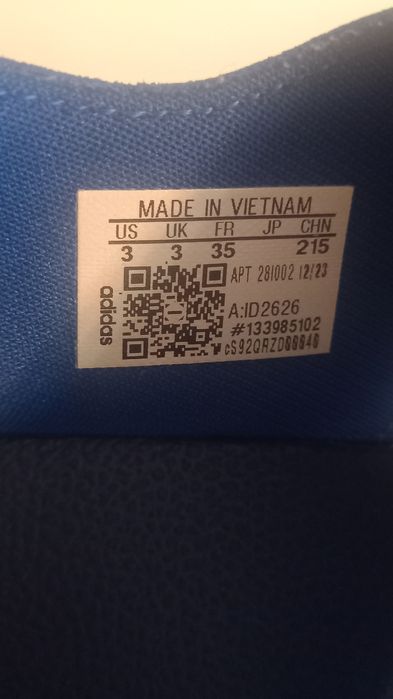 MADE IN VIETNAM
US UK FR JP CHN
3 3 35 215
APT 281002 12/23
A:ID2626
#133985102
adidas